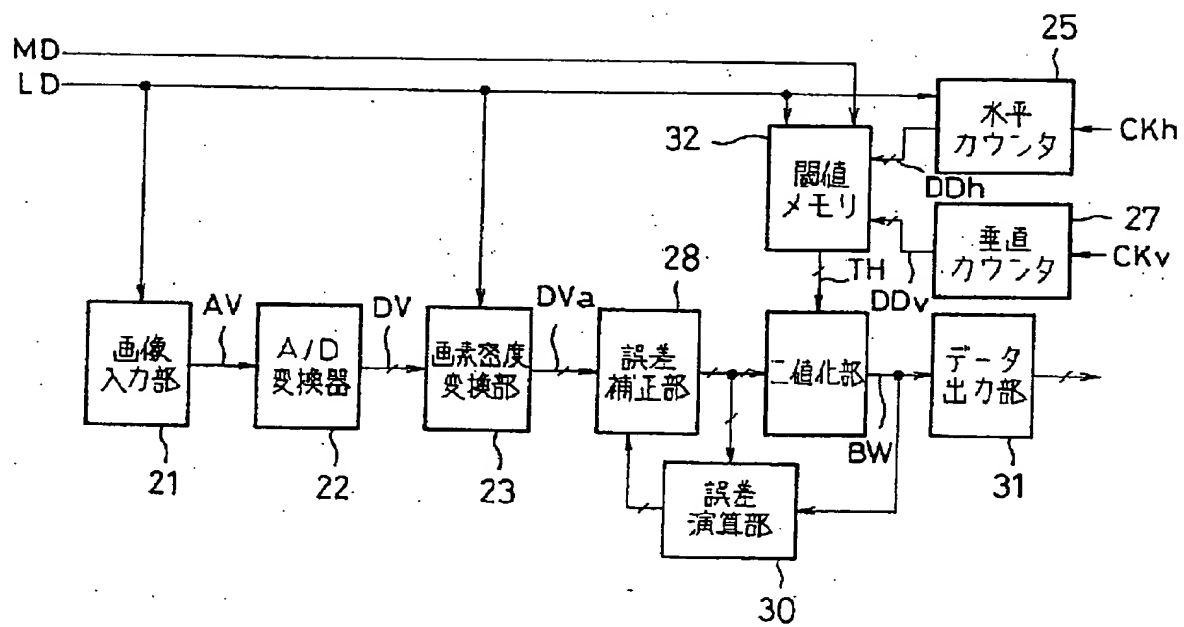 MD
LD
25
水平
カウンタ
CKh
32
閾値
メモリ
DDh
27
垂直
カウンタ
CKv
TH
DDv
28
AV
DV
DVa
画像
入力部
A/D
変換器
画素密度
変換部
誤差
補正部
二値化部
データ
出力部
BW
21
22
23
31
誤差
演算部
30